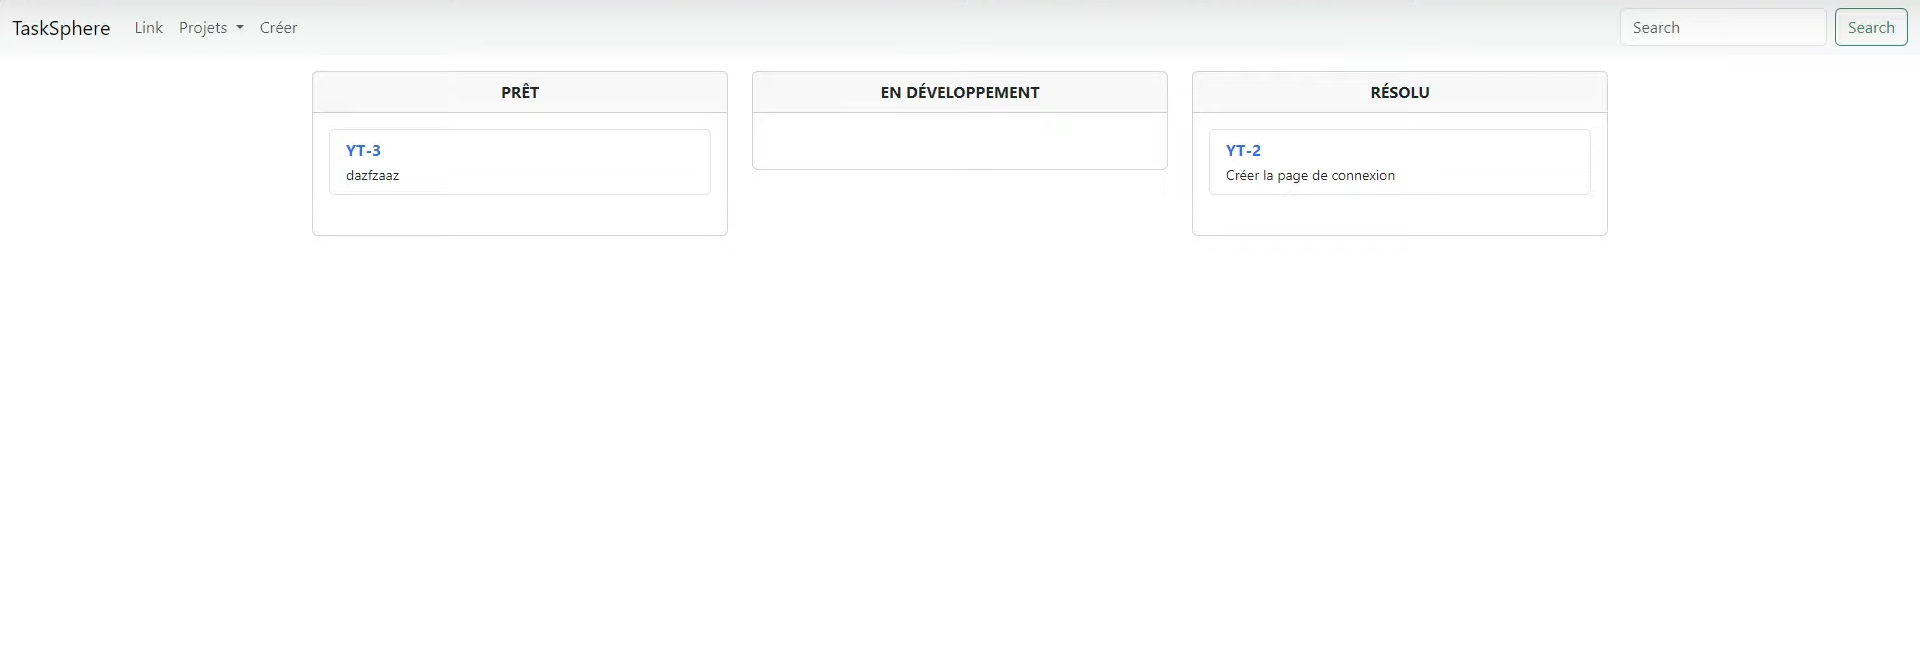 TaskSphere Link Projets Créer Search Search
PRÊT
YT-3
dazfzaaz
EN DÉVELOPPEMENT
RÉSOLU
YT-2
Créer la page de connexion